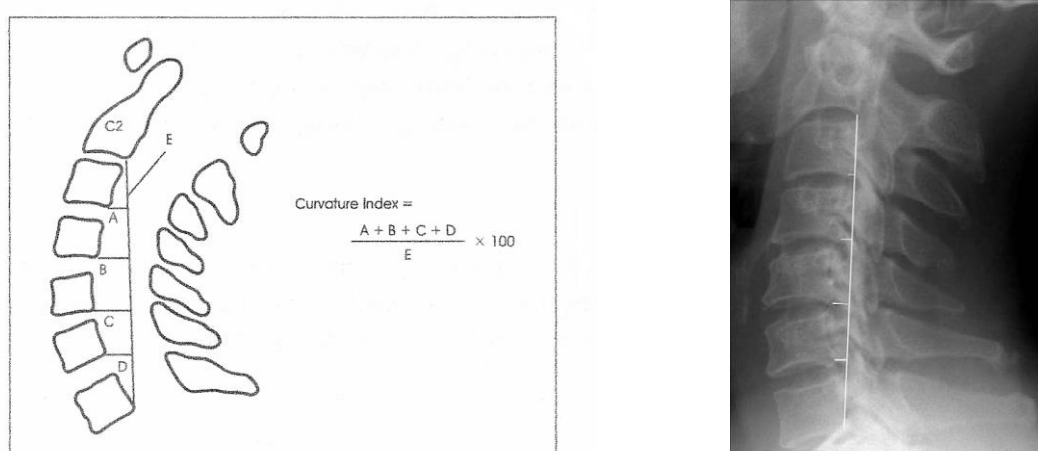 C2
E
A
B
C
D
Curvature Index =
A + B + C + D
E
× 100